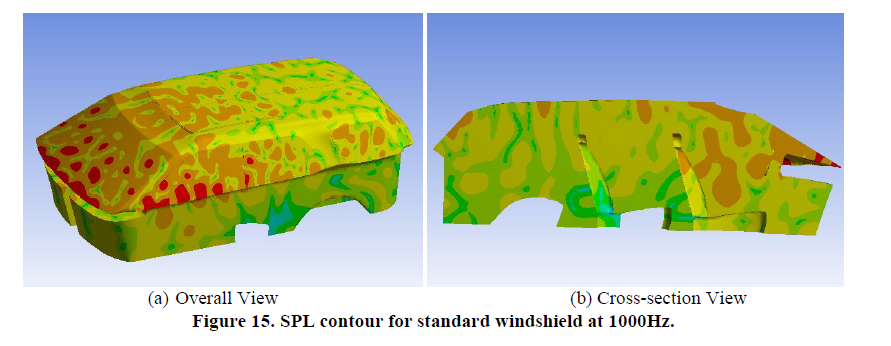 (a) Overall View
(b) Cross-section View
Figure 15. SPL contour for standard windshield at 1000Hz.